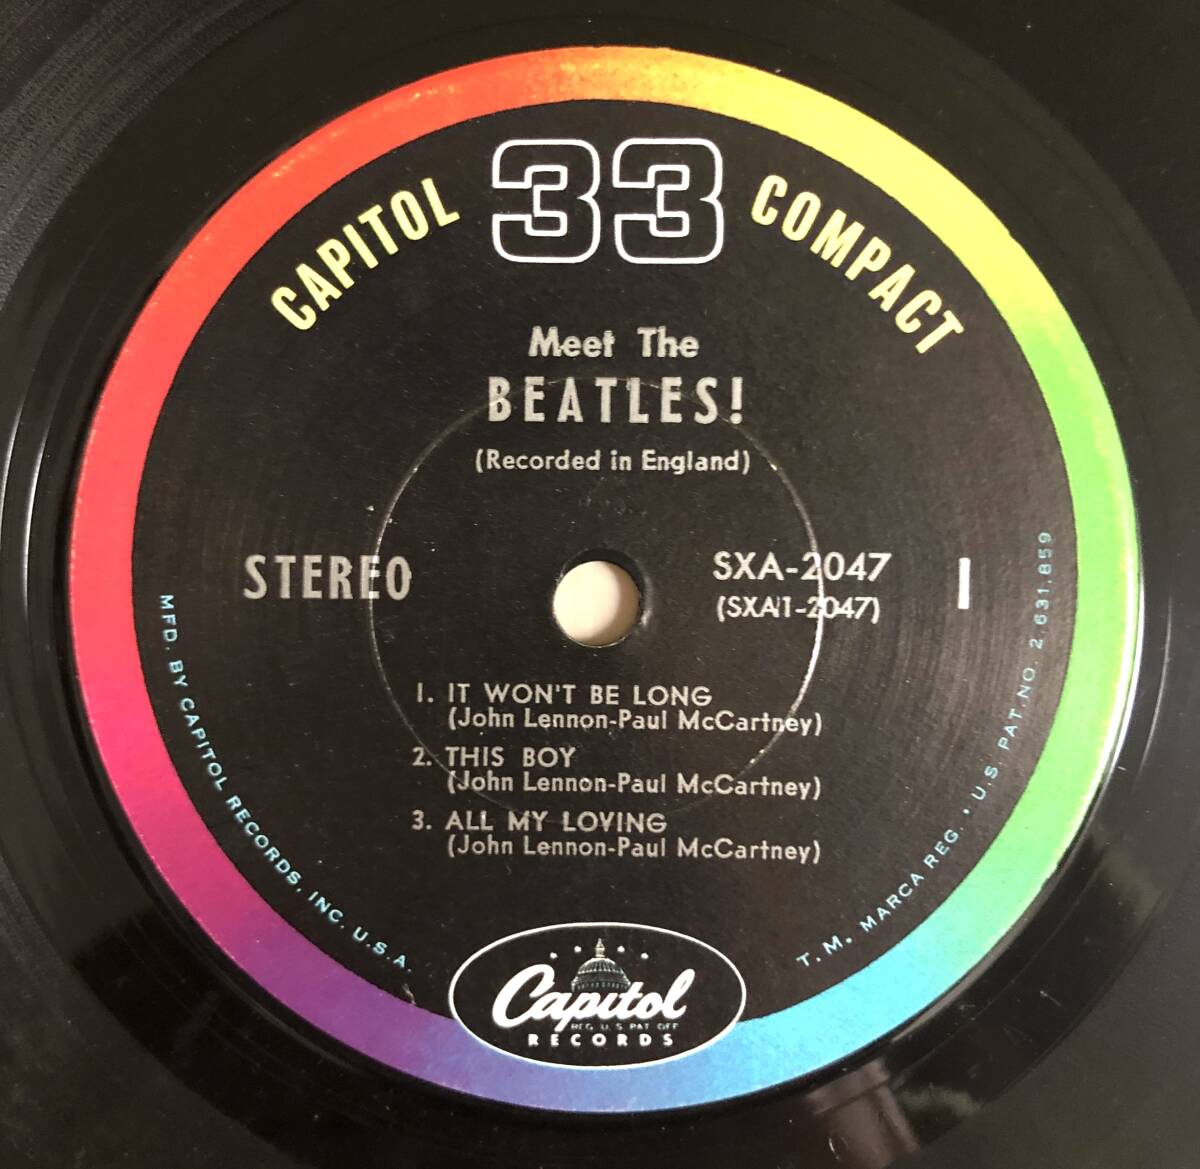 CAPITOL 33 COMPACT
Meet The
BEATLES!
(Recorded in England)
STEREO
SXA-2047
(SXA1-2047)
1
1. IT WON'T BE LONG
(John Lennon-Paul McCartney)
2. THIS BOY
(John Lennon-Paul McCartney)
3. ALL MY LOVING
(John Lennon-Paul McCartney)
MFD. BY CAPITOL RECORDS, INC. U.S.A.
T.M. MARCA REG. • U.S. PAT. NO. 2,631,859
Capitol
REG. U.S. PAT. OFF.
RECORDS